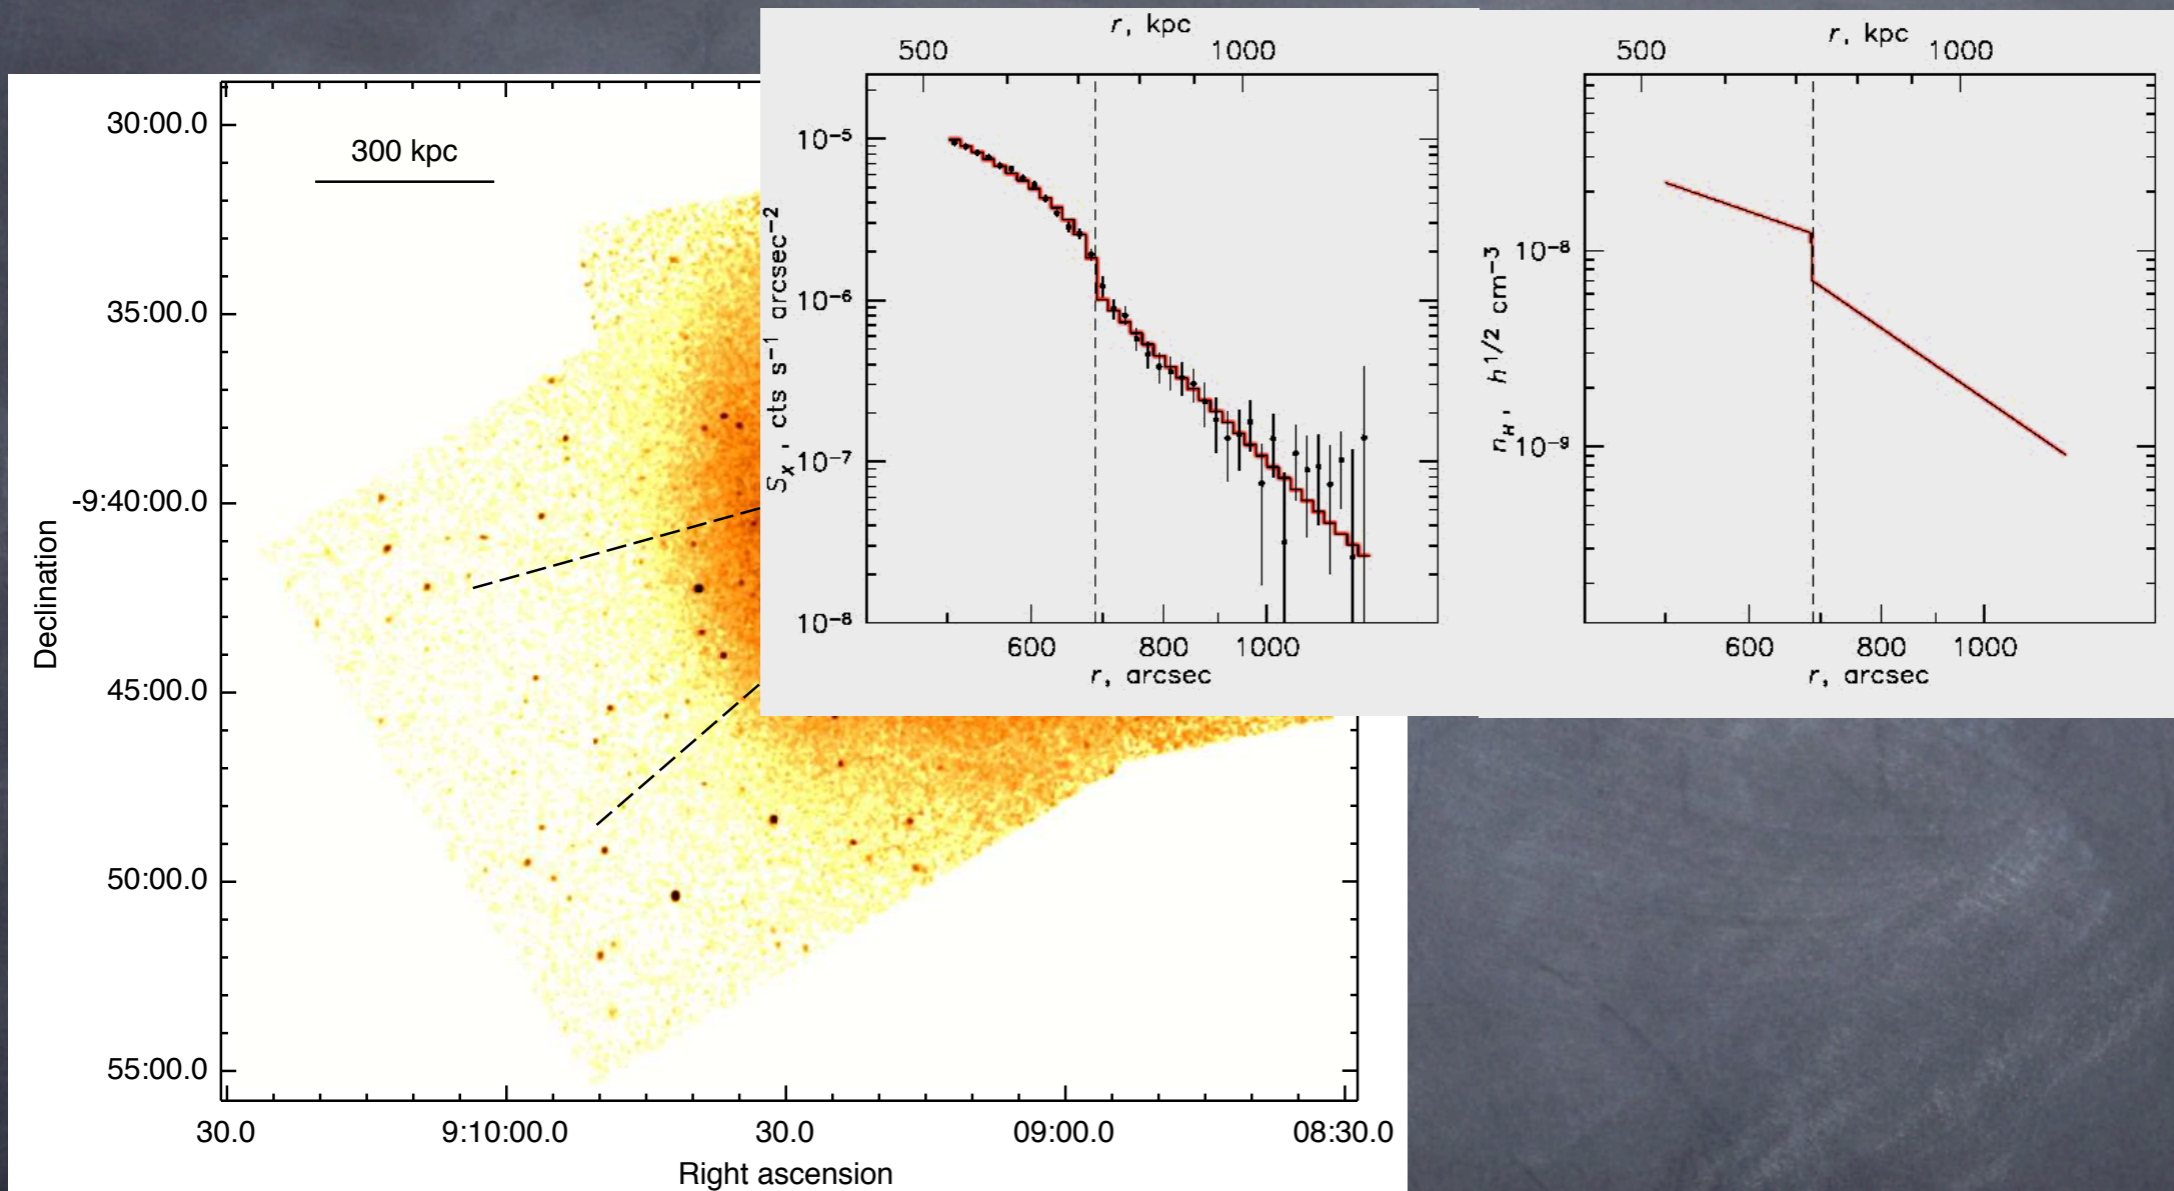 30:00.0
300 kpc
35:00.0
-9:40:00.0
45:00.0
50:00.0
55:00.0
Declination
30.0 9:10:00.0 30.0 09:00.0 08:30.0
Right ascension
r, kpc
500 1000
10⁻⁵
10⁻⁶
10⁻⁷
10⁻⁸
Sₓ, cts s⁻¹ arcsec⁻²
600 800 1000
r, arcsec
r, kpc
500 1000
10⁻⁸
10⁻⁹
n_H, h^1/2 cm⁻³
600 800 1000
r, arcsec